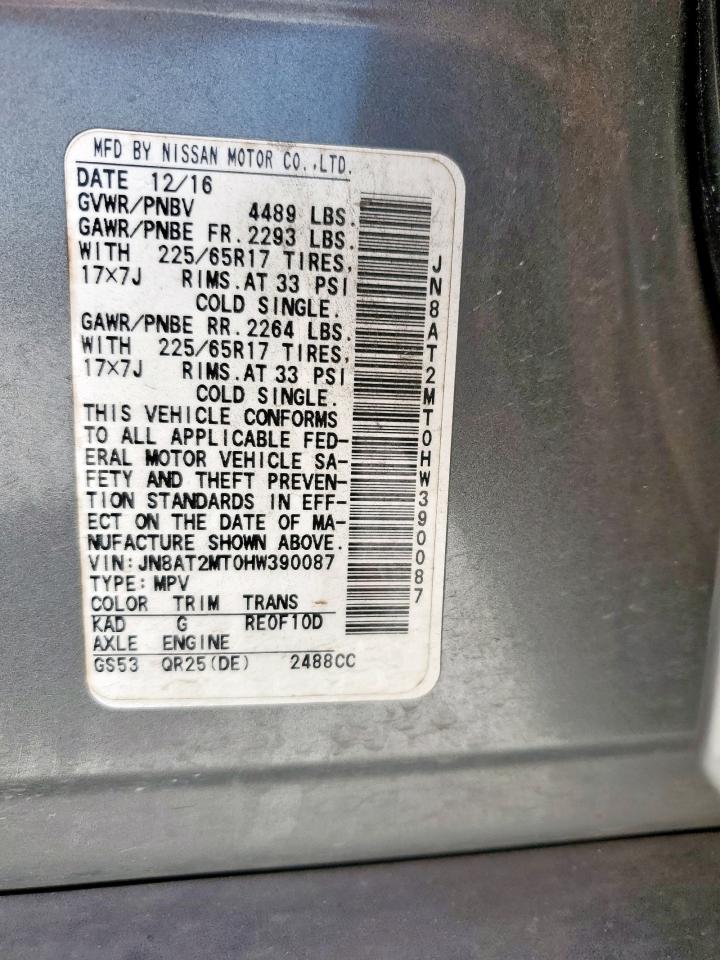 MFD BY NISSAN MOTOR CO.,LTD.
DATE 12/16
GVWR/PNBV 4489 LBS.
GAWR/PNBE FR.2293 LBS.
WITH 225/65R17 TIRES,
17×7J RIMS.AT 33 PSI
COLD SINGLE.
GAWR/PNBE RR.2264 LBS.
WITH 225/65R17 TIRES,
17×7J RIMS.AT 33 PSI
COLD SINGLE.
THIS VEHICLE CONFORMS
TO ALL APPLICABLE FED-
ERAL MOTOR VEHICLE SA-
FETY AND THEFT PREVEN-
TION STANDARDS IN EFF-
ECT ON THE DATE OF MA-
NUFACTURE SHOWN ABOVE.
VIN:JN8AT2MT0HW390087
TYPE:MPV
COLOR TRIM TRANS
KAD G RE0F10D
AXLE ENGINE
GS53 QR25(DE) 2488CC
JN8AT2MT0HW390087